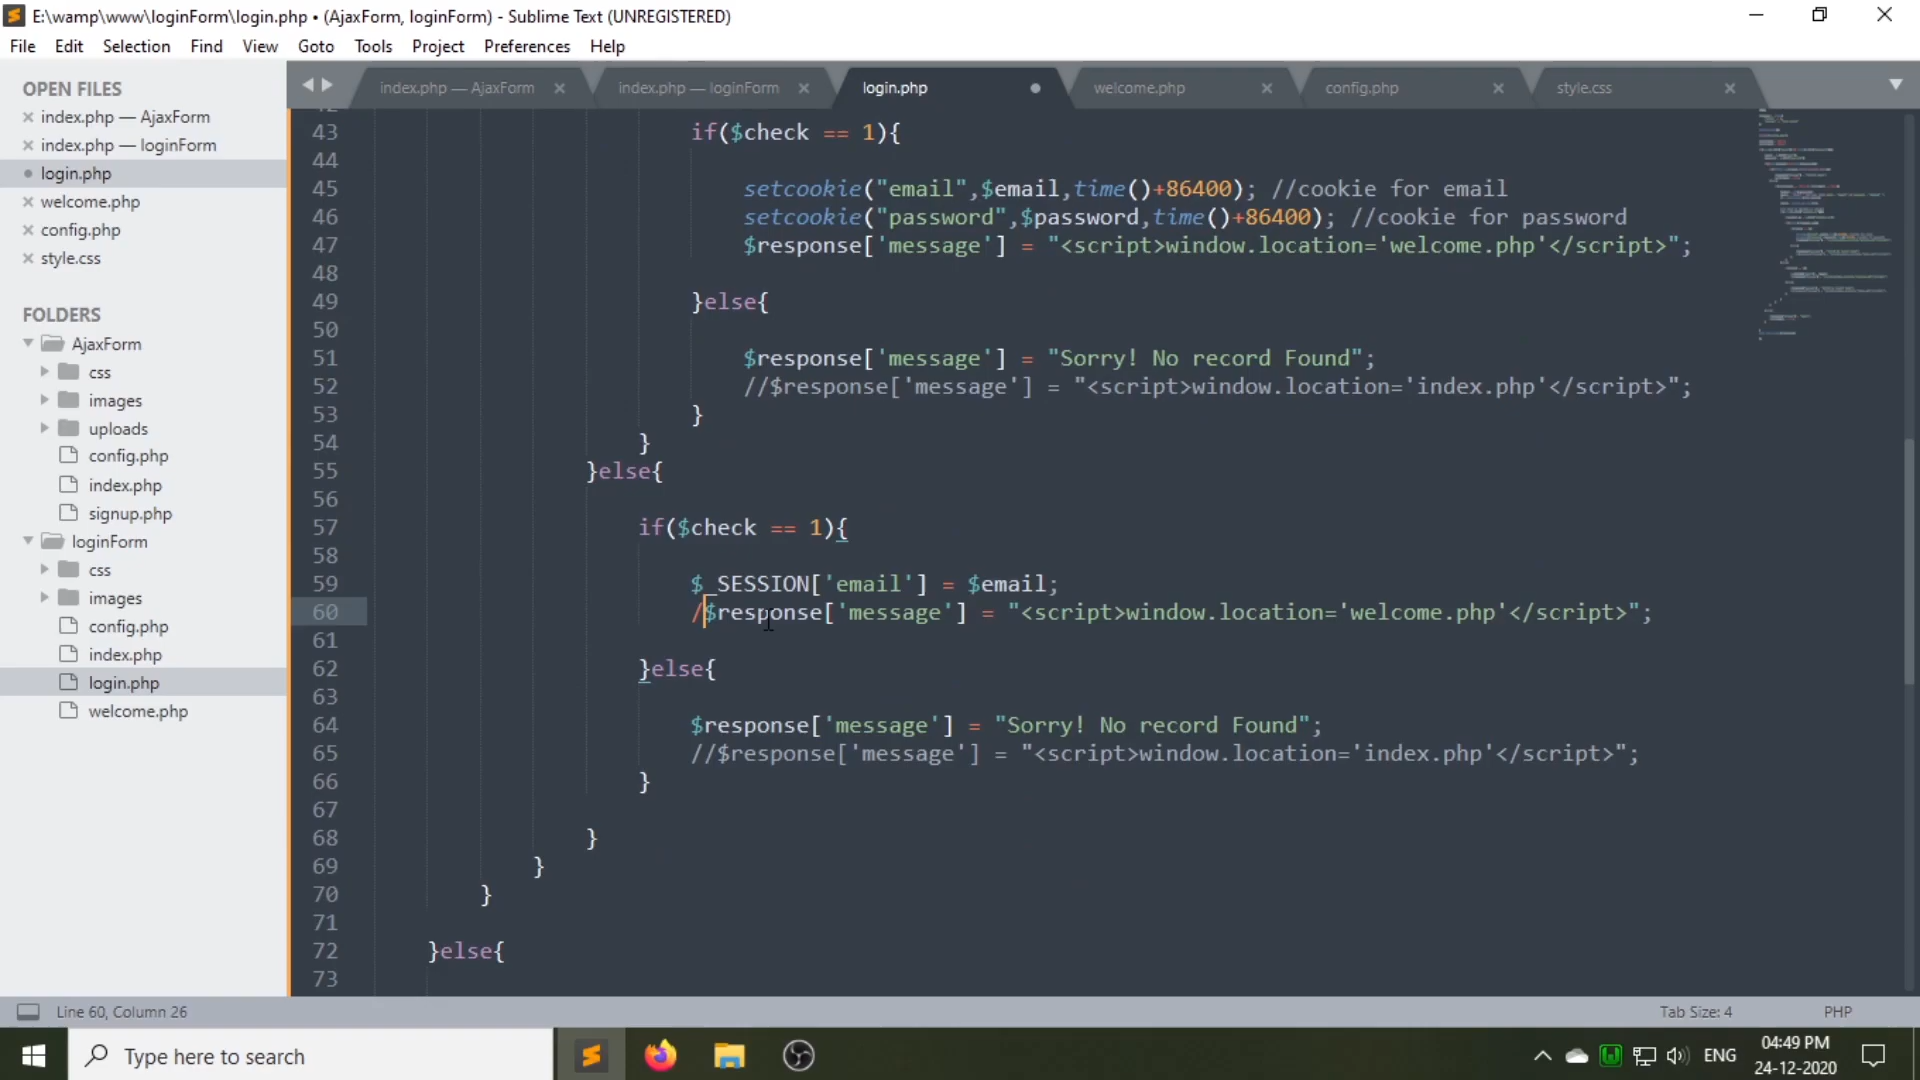 E:\wamp\www\loginForm\login.php • (AjaxForm, loginForm) - Sublime Text (UNREGISTERED)
File Edit Selection Find View Goto Tools Project Preferences Help
OPEN FILES
index.php — AjaxForm
index.php — loginForm
login.php
welcome.php
config.php
style.css
FOLDERS
AjaxForm
css
images
uploads
config.php
index.php
signup.php
loginForm
css
images
config.php
index.php
login.php
welcome.php
index.php — AjaxForm index.php — loginForm login.php welcome.php config.php style.css
43 if($check == 1){
44
45 setcookie("email",$email,time()+86400); //cookie for email
46 setcookie("password",$password,time()+86400); //cookie for password
47 $response['message'] = "<script>window.location='welcome.php'</script>";
48
49 }else{
50
51 $response['message'] = "Sorry! No record Found";
52 //$response['message'] = "<script>window.location='index.php'</script>";
53 }
54 }
55 }else{
56
57 if($check == 1){
58
59 $_SESSION['email'] = $email;
60 /$response['message'] = "<script>window.location='welcome.php'</script>";
61
62 }else{
63
64 $response['message'] = "Sorry! No record Found";
65 //$response['message'] = "<script>window.location='index.php'</script>";
66 }
67
68 }
69 }
70 }
71
72 }else{
73
Line 60, Column 26 Tab Size: 4 PHP
Type here to search
ENG
04:49 PM
24-12-2020